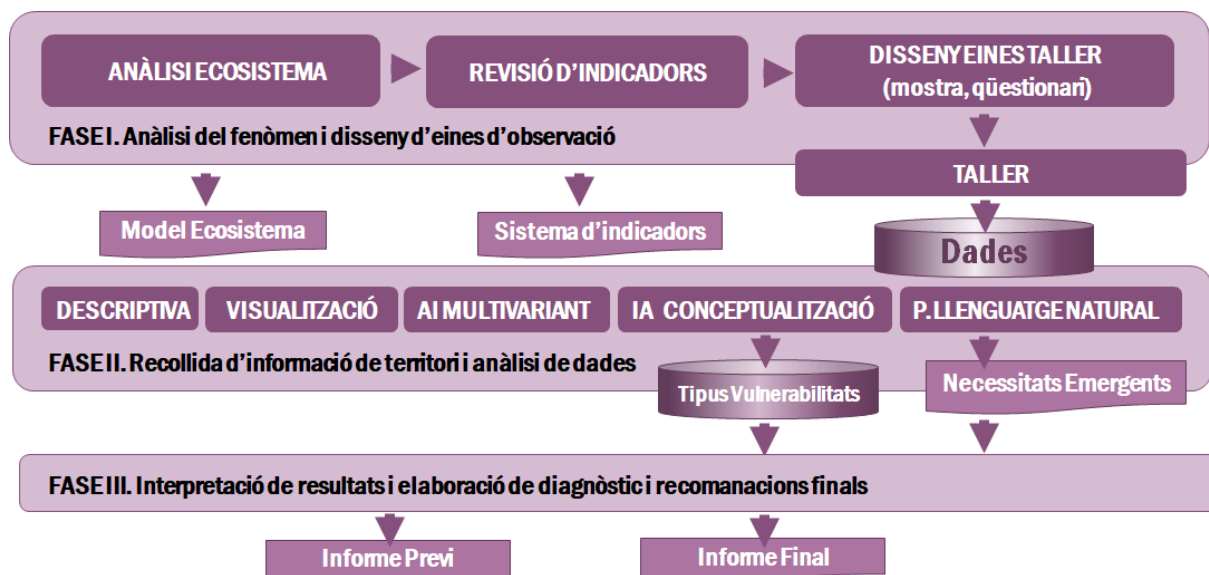 ANÀLISI ECOSISTEMA
REVISIÓ D'INDICADORS
DISSENY EINES TALLER
(mostra, qüestionari)
FASE I. Anàlisi del fenòmen i disseny d'eines d'observació
TALLER
Model Ecosistema
Sistema d'indicadors
Dades
DESCRIPTIVA
VISUALITZACIÓ
AI MULTIVARIANT
IA CONCEPTUALITZACIÓ
P. LLENGUATGE NATURAL
FASE II. Recollida d'informació de territori i anàlisi de dades
Tipus Vulnerabilitats
Necessitats Emergents
FASE III. Interpretació de resultats i elaboració de diagnòstic i recomanacions finals
Informe Previ
Informe Final